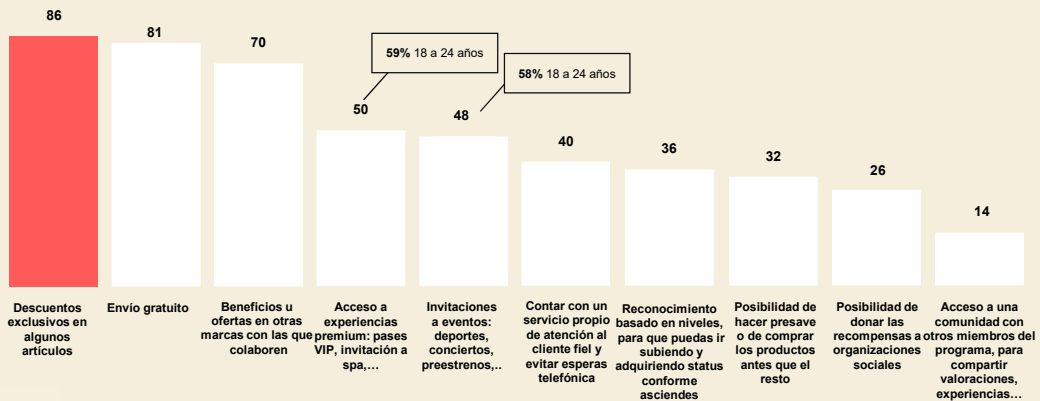 86
81
70
50
48
40
36
32
26
14
59% 18 a 24 años
58% 18 a 24 años
Descuentos
exclusivos en
algunos
artículos
Envío gratuito
Beneficios u
ofertas en otras
marcas con las que
colaboren
Acceso a
experiencias
premium: pases
VIP, invitación a
spa,...
Invitaciones
a eventos:
deportes,
conciertos,
preestrenos,..
Contar con un
servicio propio
de atención al
cliente fiel y
evitar esperas
telefónica
Reconocimiento
basado en niveles,
para que puedas ir
subiendo y
adquiriendo status
conforme
asciendes
Posibilidad de
hacer presave
o de comprar
los productos
antes que el
resto
Posibilidad de
donar las
recompensas a
organizaciones
sociales
Acceso a una
comunidad con
otros miembros del
programa, para
compartir
valoraciones,
experiencias...